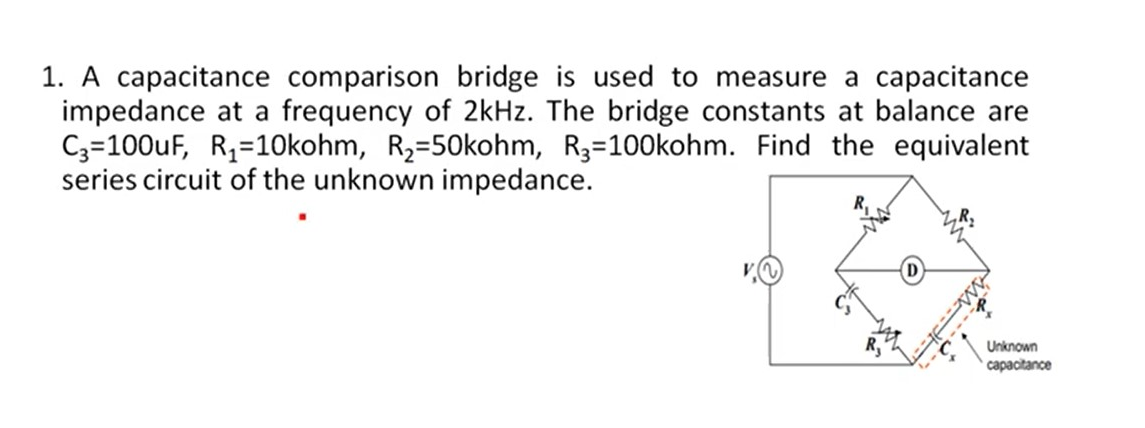 1. A capacitance comparison bridge is used to measure a capacitance
impedance at a frequency of 2kHz. The bridge constants at balance are
C₃=100uF, R₁=10kohm, R₂=50kohm, R₃=100kohm. Find the equivalent
series circuit of the unknown impedance.
R₁
R₂
Vₛ
D
C₃
Rₓ
R₃
Cₓ
Unknown
capacitance